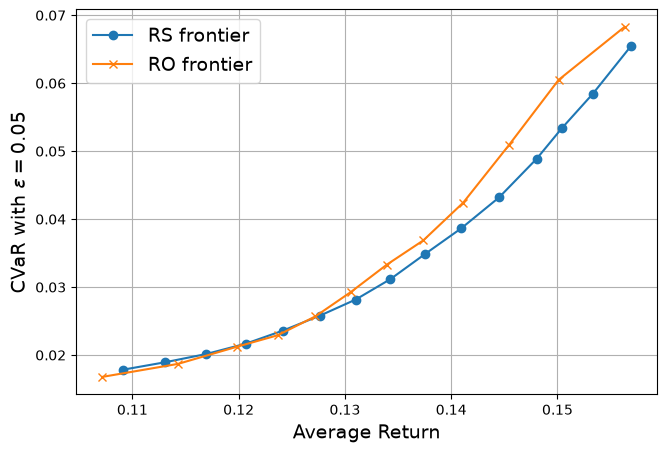 0.07
0.06
0.05
0.04
0.03
0.02
CVaR with ε = 0.05
RS frontier
RO frontier
0.11 0.12 0.13 0.14 0.15
Average Return